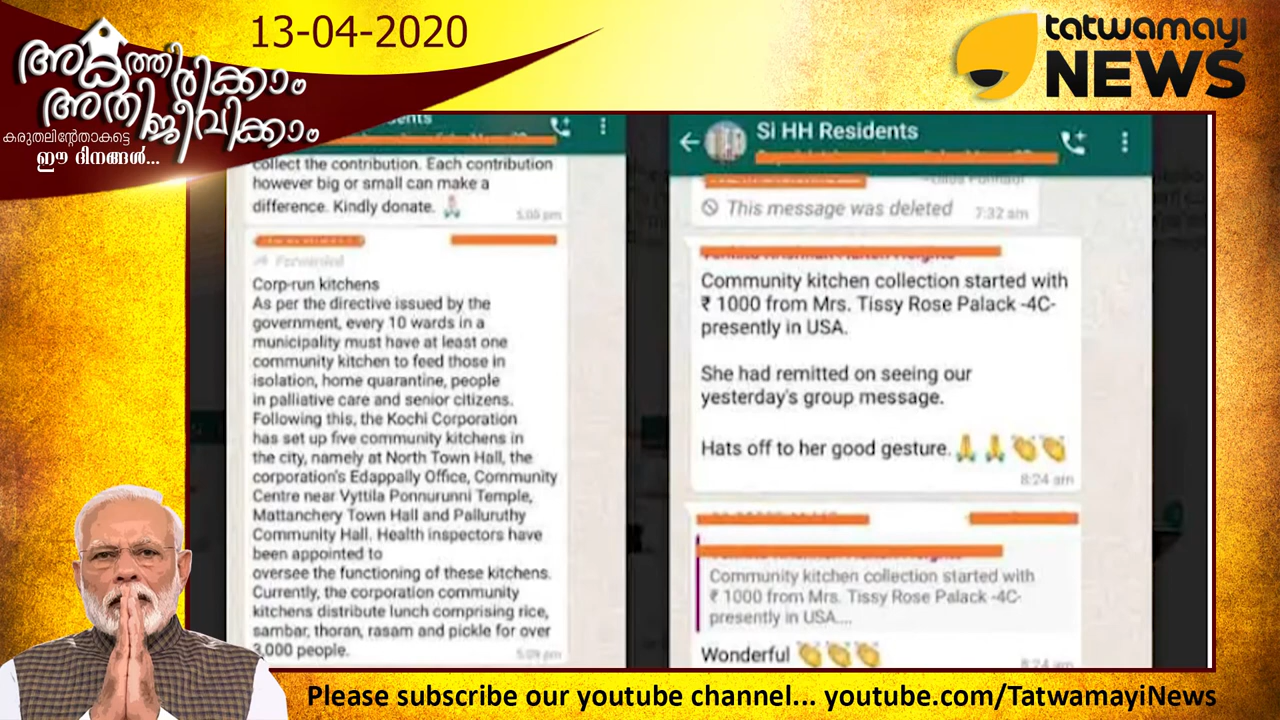 13-04-2020
tatwamayi
NEWS
അകത്തിരിക്കാം
അതിജീവിക്കാം
കരുതലിന്റേതാകട്ടെ
ഈ ദിനങ്ങൾ...
collect the contribution. Each contribution
however big or small can make a
difference. Kindly donate. 🙏
5:05 pm
Forwarded
Corp-run kitchens
As per the directive issued by the
government, every 10 wards in a
municipality must have at least one
community kitchen to feed those in
isolation, home quarantine, people
in palliative care and senior citizens.
Following this, the Kochi Corporation
has set up five community kitchens in
the city, namely at North Town Hall, the
corporation's Edappally Office, Community
Centre near Vyttila Ponnurunni Temple,
Mattanchery Town Hall and Palluruthy
Community Hall. Health inspectors have
been appointed to
oversee the functioning of these kitchens.
Currently, the corporation community
kitchens distribute lunch comprising rice,
sambar, thoran, rasam and pickle for over
3,000 people.
5:09 pm
Si HH Residents
This message was deleted 7:32 am
Community kitchen collection started with
₹ 1000 from Mrs. Tissy Rose Palack -4C-
presently in USA.
She had remitted on seeing our
yesterday's group message.
Hats off to her good gesture.🙏🙏👏👏
8:24 am
Community kitchen collection started with
₹ 1000 from Mrs. Tissy Rose Palack -4C-
presently in USA....
Wonderful 👏👏👏
8:24 am
Please subscribe our youtube channel... youtube.com/TatwamayiNews